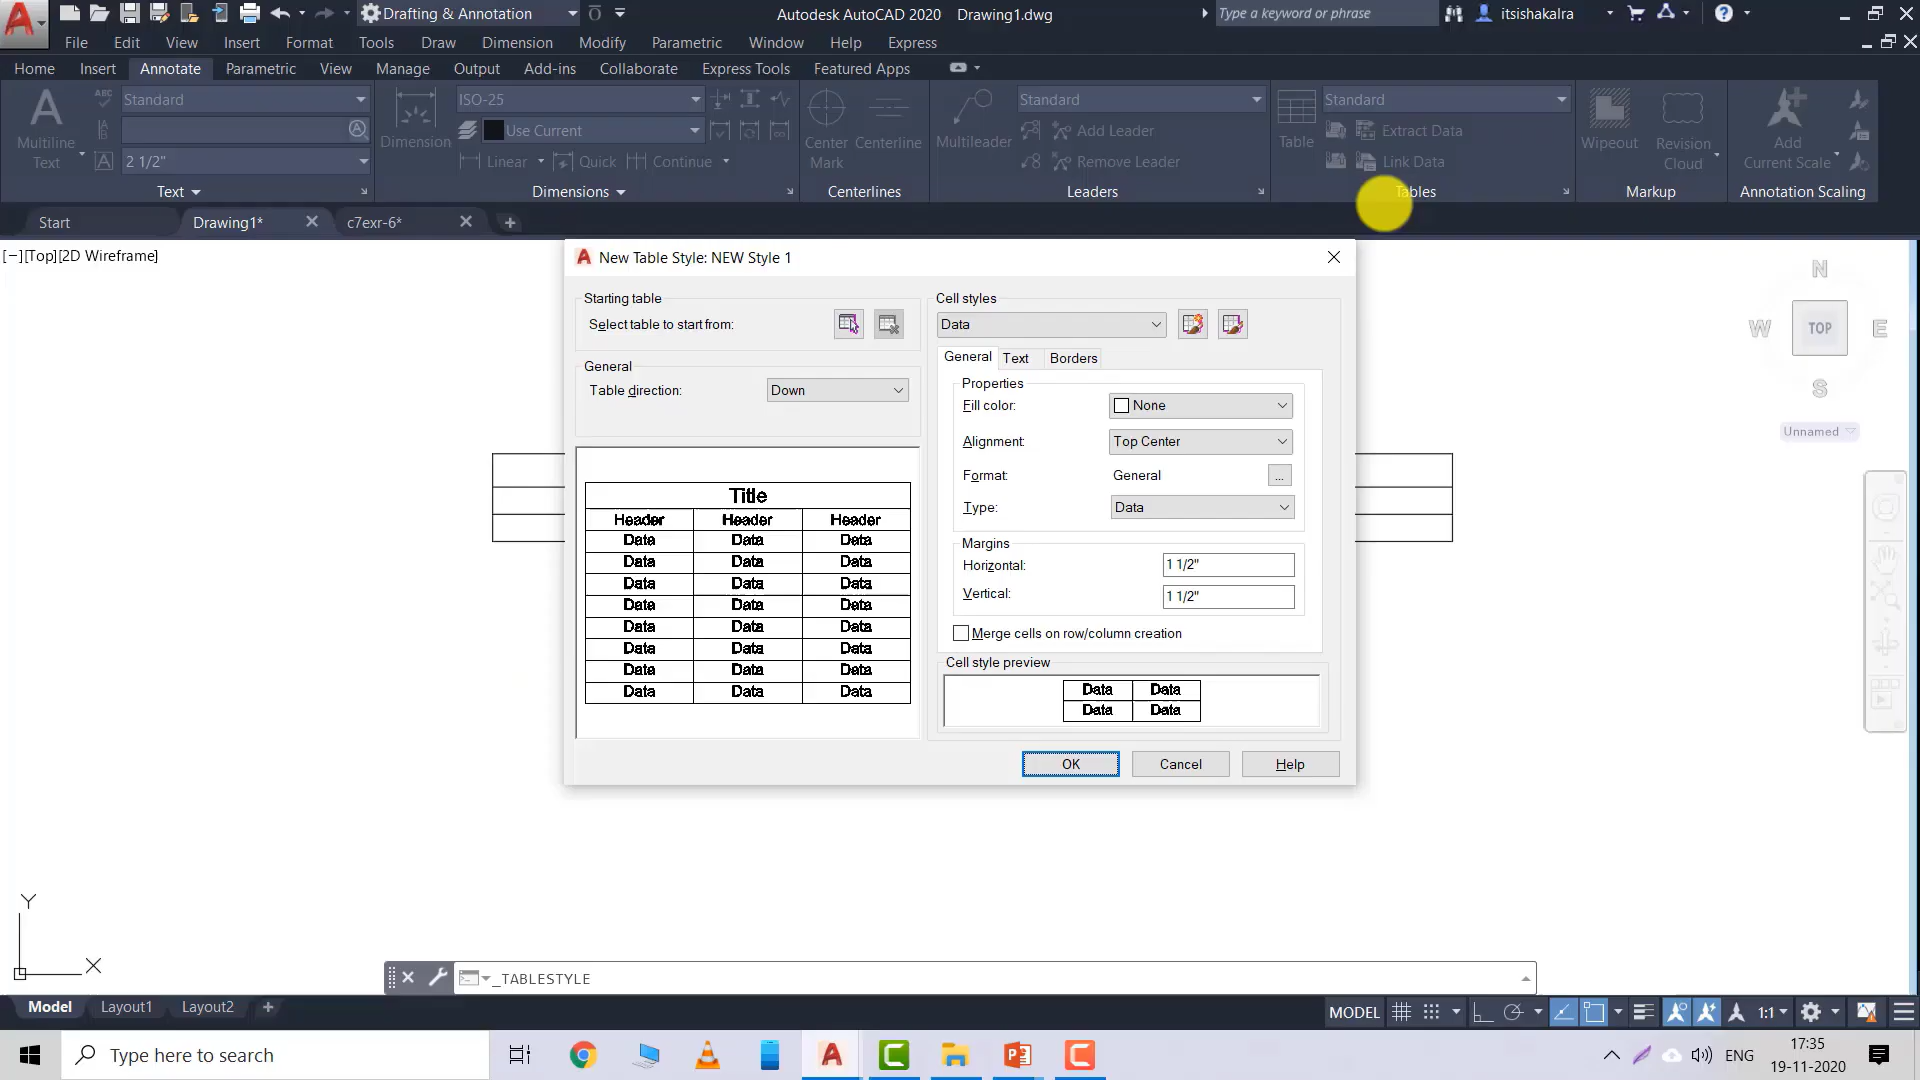 Drafting & Annotation
Autodesk AutoCAD 2020 Drawing1.dwg
Type a keyword or phrase
itsishakalra
File Edit View Insert Format Tools Draw Dimension Modify Parametric Window Help Express
Home Insert Annotate Parametric View Manage Output Add-ins Collaborate Express Tools Featured Apps
Multiline Text
ABC
Standard
2 1/2"
Text
Dimension
ISO-25
Use Current
Linear Quick Continue
Dimensions
Center Mark
Centerline
Centerlines
Multileader
Standard
Add Leader
Remove Leader
Leaders
Table
Standard
Extract Data
Link Data
Tables
Wipeout
Revision Cloud
Markup
Add Current Scale
Annotation Scaling
Start Drawing1* c7exr-6*
[−][Top][2D Wireframe]
New Table Style: NEW Style 1
Starting table
Select table to start from:
General
Table direction: Down
Title
Header Header Header
Data Data Data
Data Data Data
Data Data Data
Data Data Data
Data Data Data
Data Data Data
Data Data Data
Data Data Data
Cell styles
Data
General Text Borders
Properties
Fill color: None
Alignment: Top Center
Format: General ...
Type: Data
Margins
Horizontal: 1 1/2"
Vertical: 1 1/2"
Merge cells on row/column creation
Cell style preview
Data Data
Data Data
OK Cancel Help
N
W TOP E
S
Unnamed
Y
X
_TABLESTYLE
Model Layout1 Layout2
MODEL
1:1
Type here to search
ENG
17:35
19-11-2020